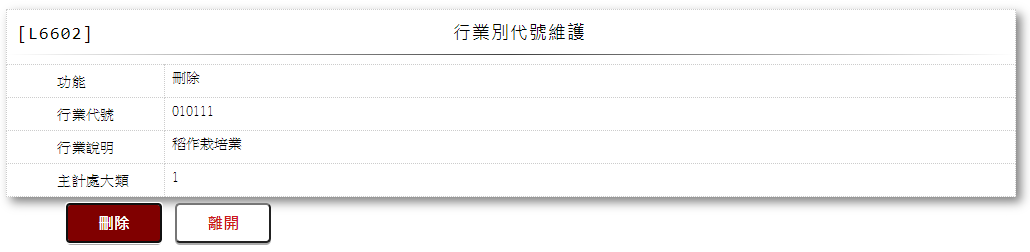 [L6602] 行業別代號維護
功能 刪除
行業代號 010111
行業說明 稻作栽培業
主計處大類 1
刪除 離開